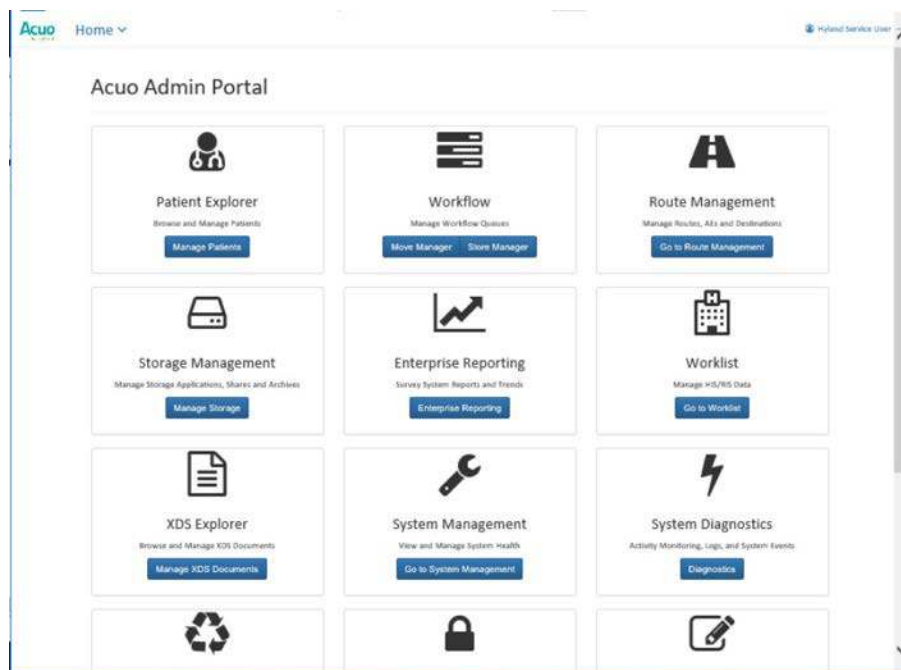 Acuo
Home
Hyland Service User
Acuo Admin Portal
Patient Explorer
Browse and Manage Patients
Manage Patients
Workflow
Manage Workflow Queues
Move Manager Store Manager
Route Management
Manage Routes, AEs and Destinations
Go to Route Management
Storage Management
Manage Storage Applications, Shares and Archives
Manage Storage
Enterprise Reporting
Survey System Reports and Trends
Enterprise Reporting
Worklist
Manage HIS/RIS Data
Go to Worklist
XDS Explorer
Browse and Manage XDS Documents
Manage XDS Documents
System Management
View and Manage System Health
Go to System Management
System Diagnostics
Activity Monitoring, Logs, and System Events
Diagnostics